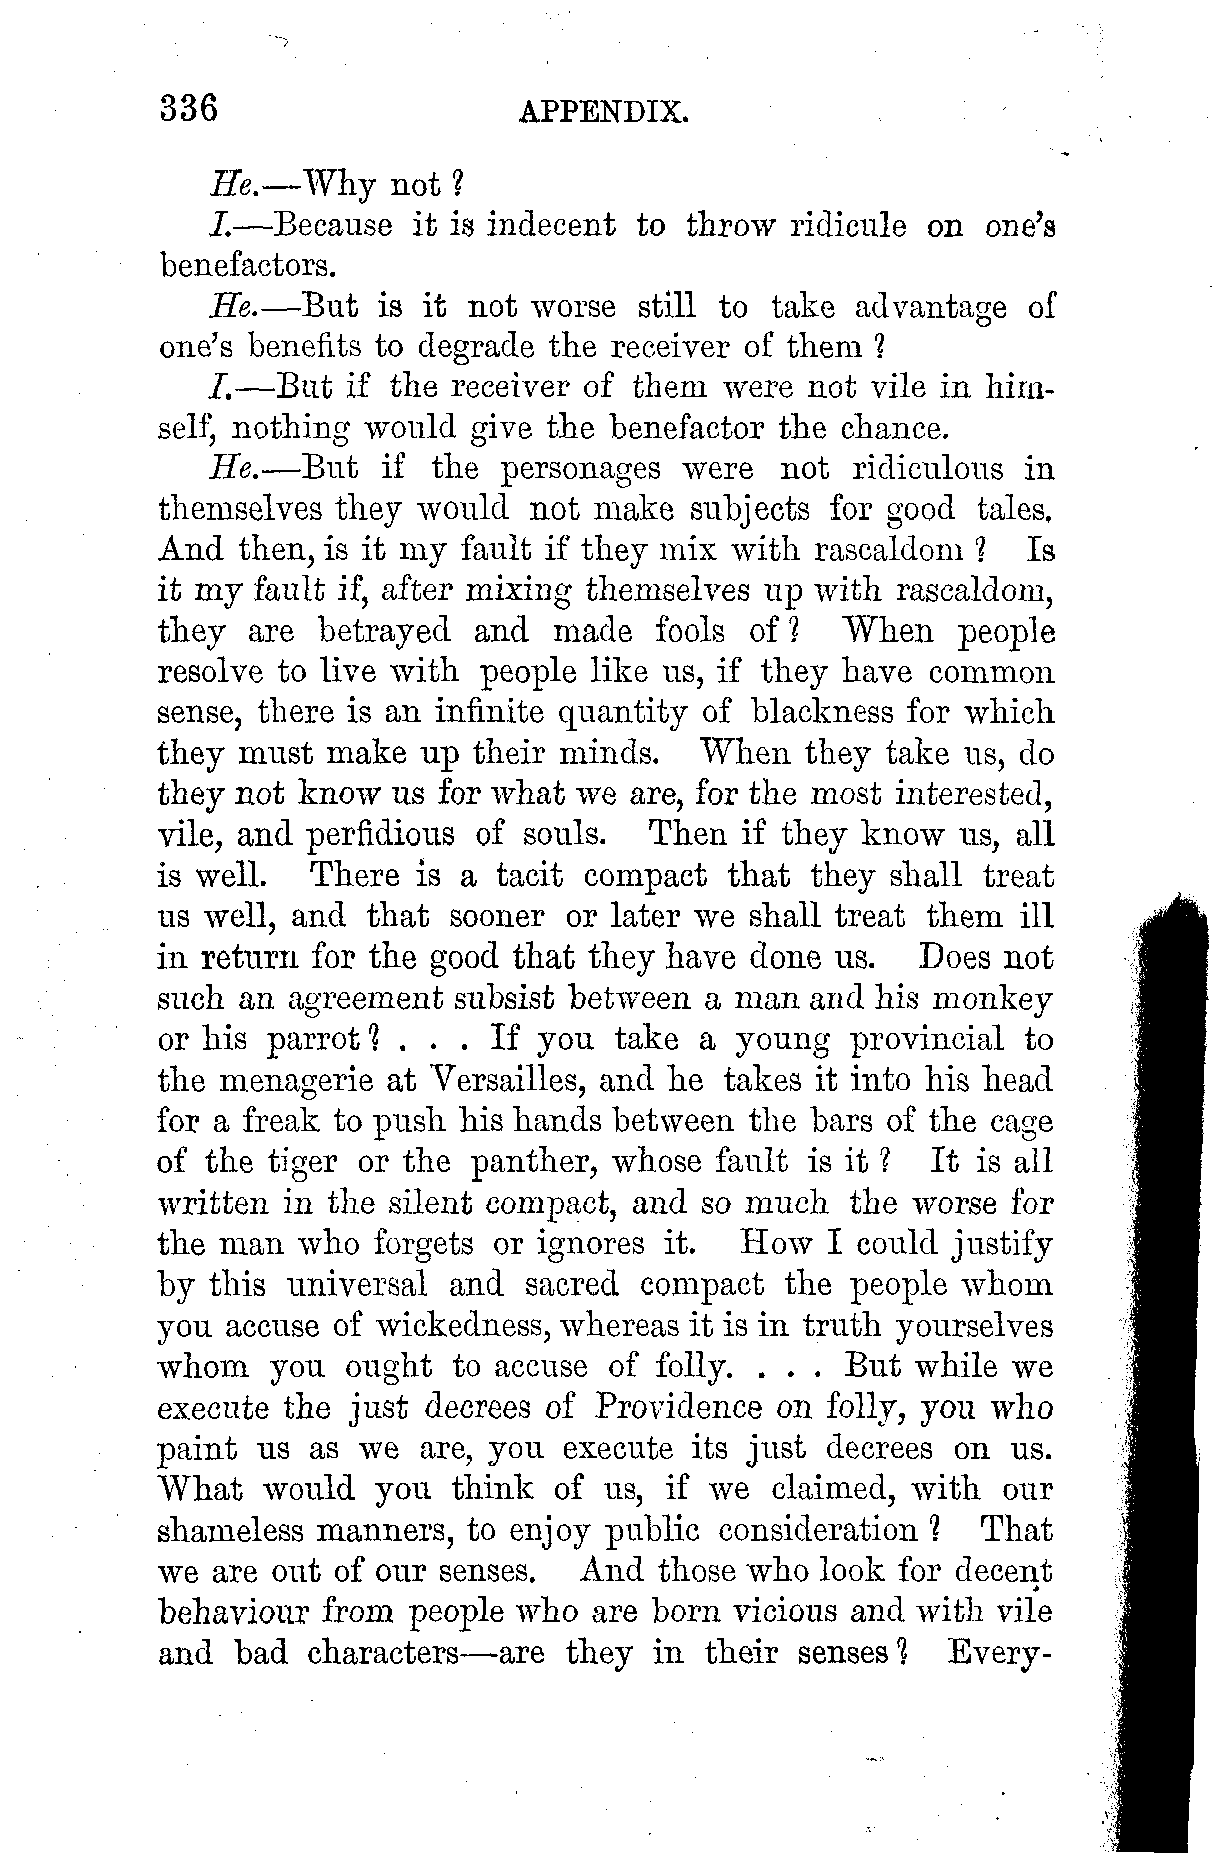 336 APPENDIX.
He.—Why not ?
I.—Because it is indecent to throw ridicule on one's
benefactors.
He.—But is it not worse still to take advantage of
one's benefits to degrade the receiver of them ?
I.—But if the receiver of them were not vile in him-
self, nothing would give the benefactor the chance.
He.—But if the personages were not ridiculous in
themselves they would not make subjects for good tales.
And then, is it my fault if they mix with rascaldom ? Is
it my fault if, after mixing themselves up with rascaldom,
they are betrayed and made fools of ? When people
resolve to live with people like us, if they have common
sense, there is an infinite quantity of blackness for which
they must make up their minds. When they take us, do
they not know us for what we are, for the most interested,
vile, and perfidious of souls. Then if they know us, all
is well. There is a tacit compact that they shall treat
us well, and that sooner or later we shall treat them ill
in return for the good that they have done us. Does not
such an agreement subsist between a man and his monkey
or his parrot ? . . . If you take a young provincial to
the menagerie at Versailles, and he takes it into his head
for a freak to push his hands between the bars of the cage
of the tiger or the panther, whose fault is it ? It is all
written in the silent compact, and so much the worse for
the man who forgets or ignores it. How I could justify
by this universal and sacred compact the people whom
you accuse of wickedness, whereas it is in truth yourselves
whom you ought to accuse of folly. . . . But while we
execute the just decrees of Providence on folly, you who
paint us as we are, you execute its just decrees on us.
What would you think of us, if we claimed, with our
shameless manners, to enjoy public consideration ? That
we are out of our senses. And those who look for decent
behaviour from people who are born vicious and with vile
and bad characters—are they in their senses ? Every-